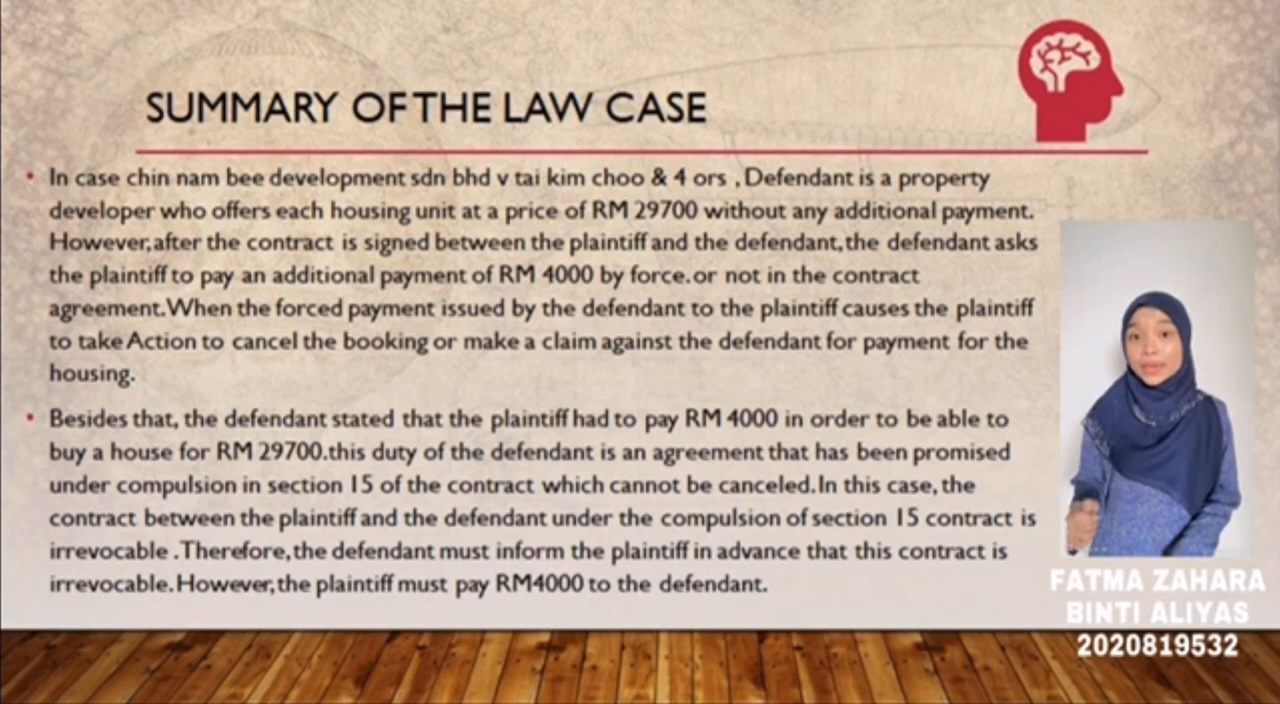 SUMMARY OF THE LAW CASE
• In case chin nam bee development sdn bhd v tai kim choo & 4 ors , Defendant is a property
developer who offers each housing unit at a price of RM 29700 without any additional payment.
However, after the contract is signed between the plaintiff and the defendant, the defendant asks
the plaintiff to pay an additional payment of RM 4000 by force. or not in the contract
agreement. When the forced payment issued by the defendant to the plaintiff causes the plaintiff
to take Action to cancel the booking or make a claim against the defendant for payment for the
housing.
• Besides that, the defendant stated that the plaintiff had to pay RM 4000 in order to be able to
buy a house for RM 29700.this duty of the defendant is an agreement that has been promised
under compulsion in section 15 of the contract which cannot be canceled. In this case, the
contract between the plaintiff and the defendant under the compulsion of section 15 contract is
irrevocable .Therefore, the defendant must inform the plaintiff in advance that this contract is
irrevocable. However, the plaintiff must pay RM4000 to the defendant.
FATMA ZAHARA
BINTI ALIYAS
2020819532